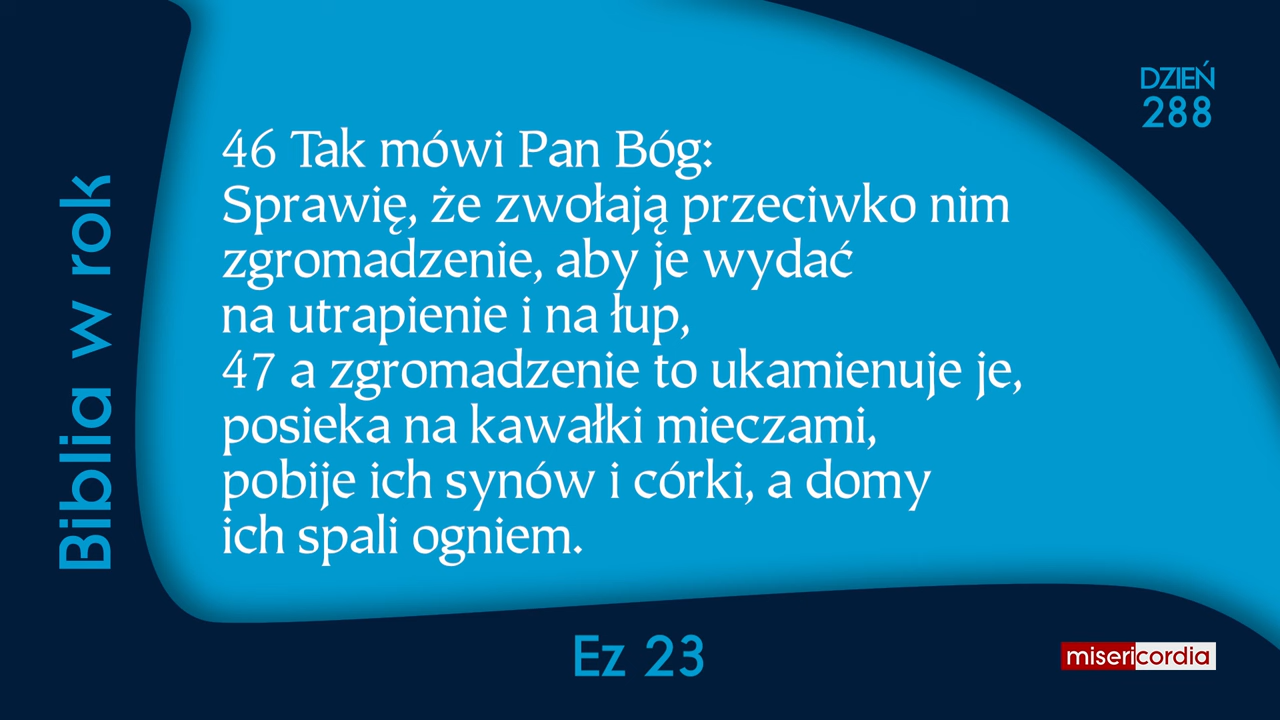 DZIEŃ
288
46 Tak mówi Pan Bóg:
Sprawię, że zwołają przeciwko nim
zgromadzenie, aby je wydać
na utrapienie i na łup,
47 a zgromadzenie to ukamienuje je,
posieka na kawałki mieczami,
pobije ich synów i córki, a domy
ich spali ogniem.
Biblia w rok
Ez 23
misericordia